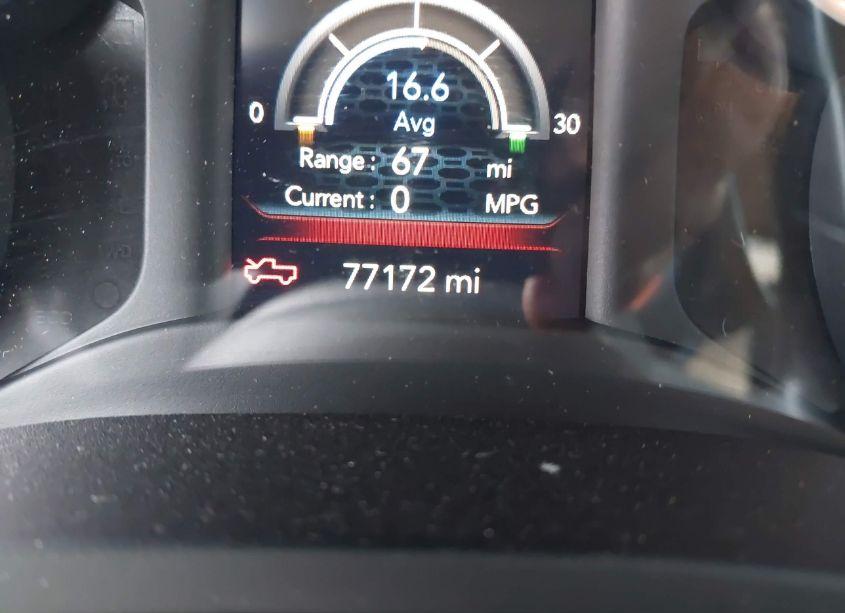 16.6
Avg
0 30
Range : 67 mi
Current : 0 MPG
77172 mi